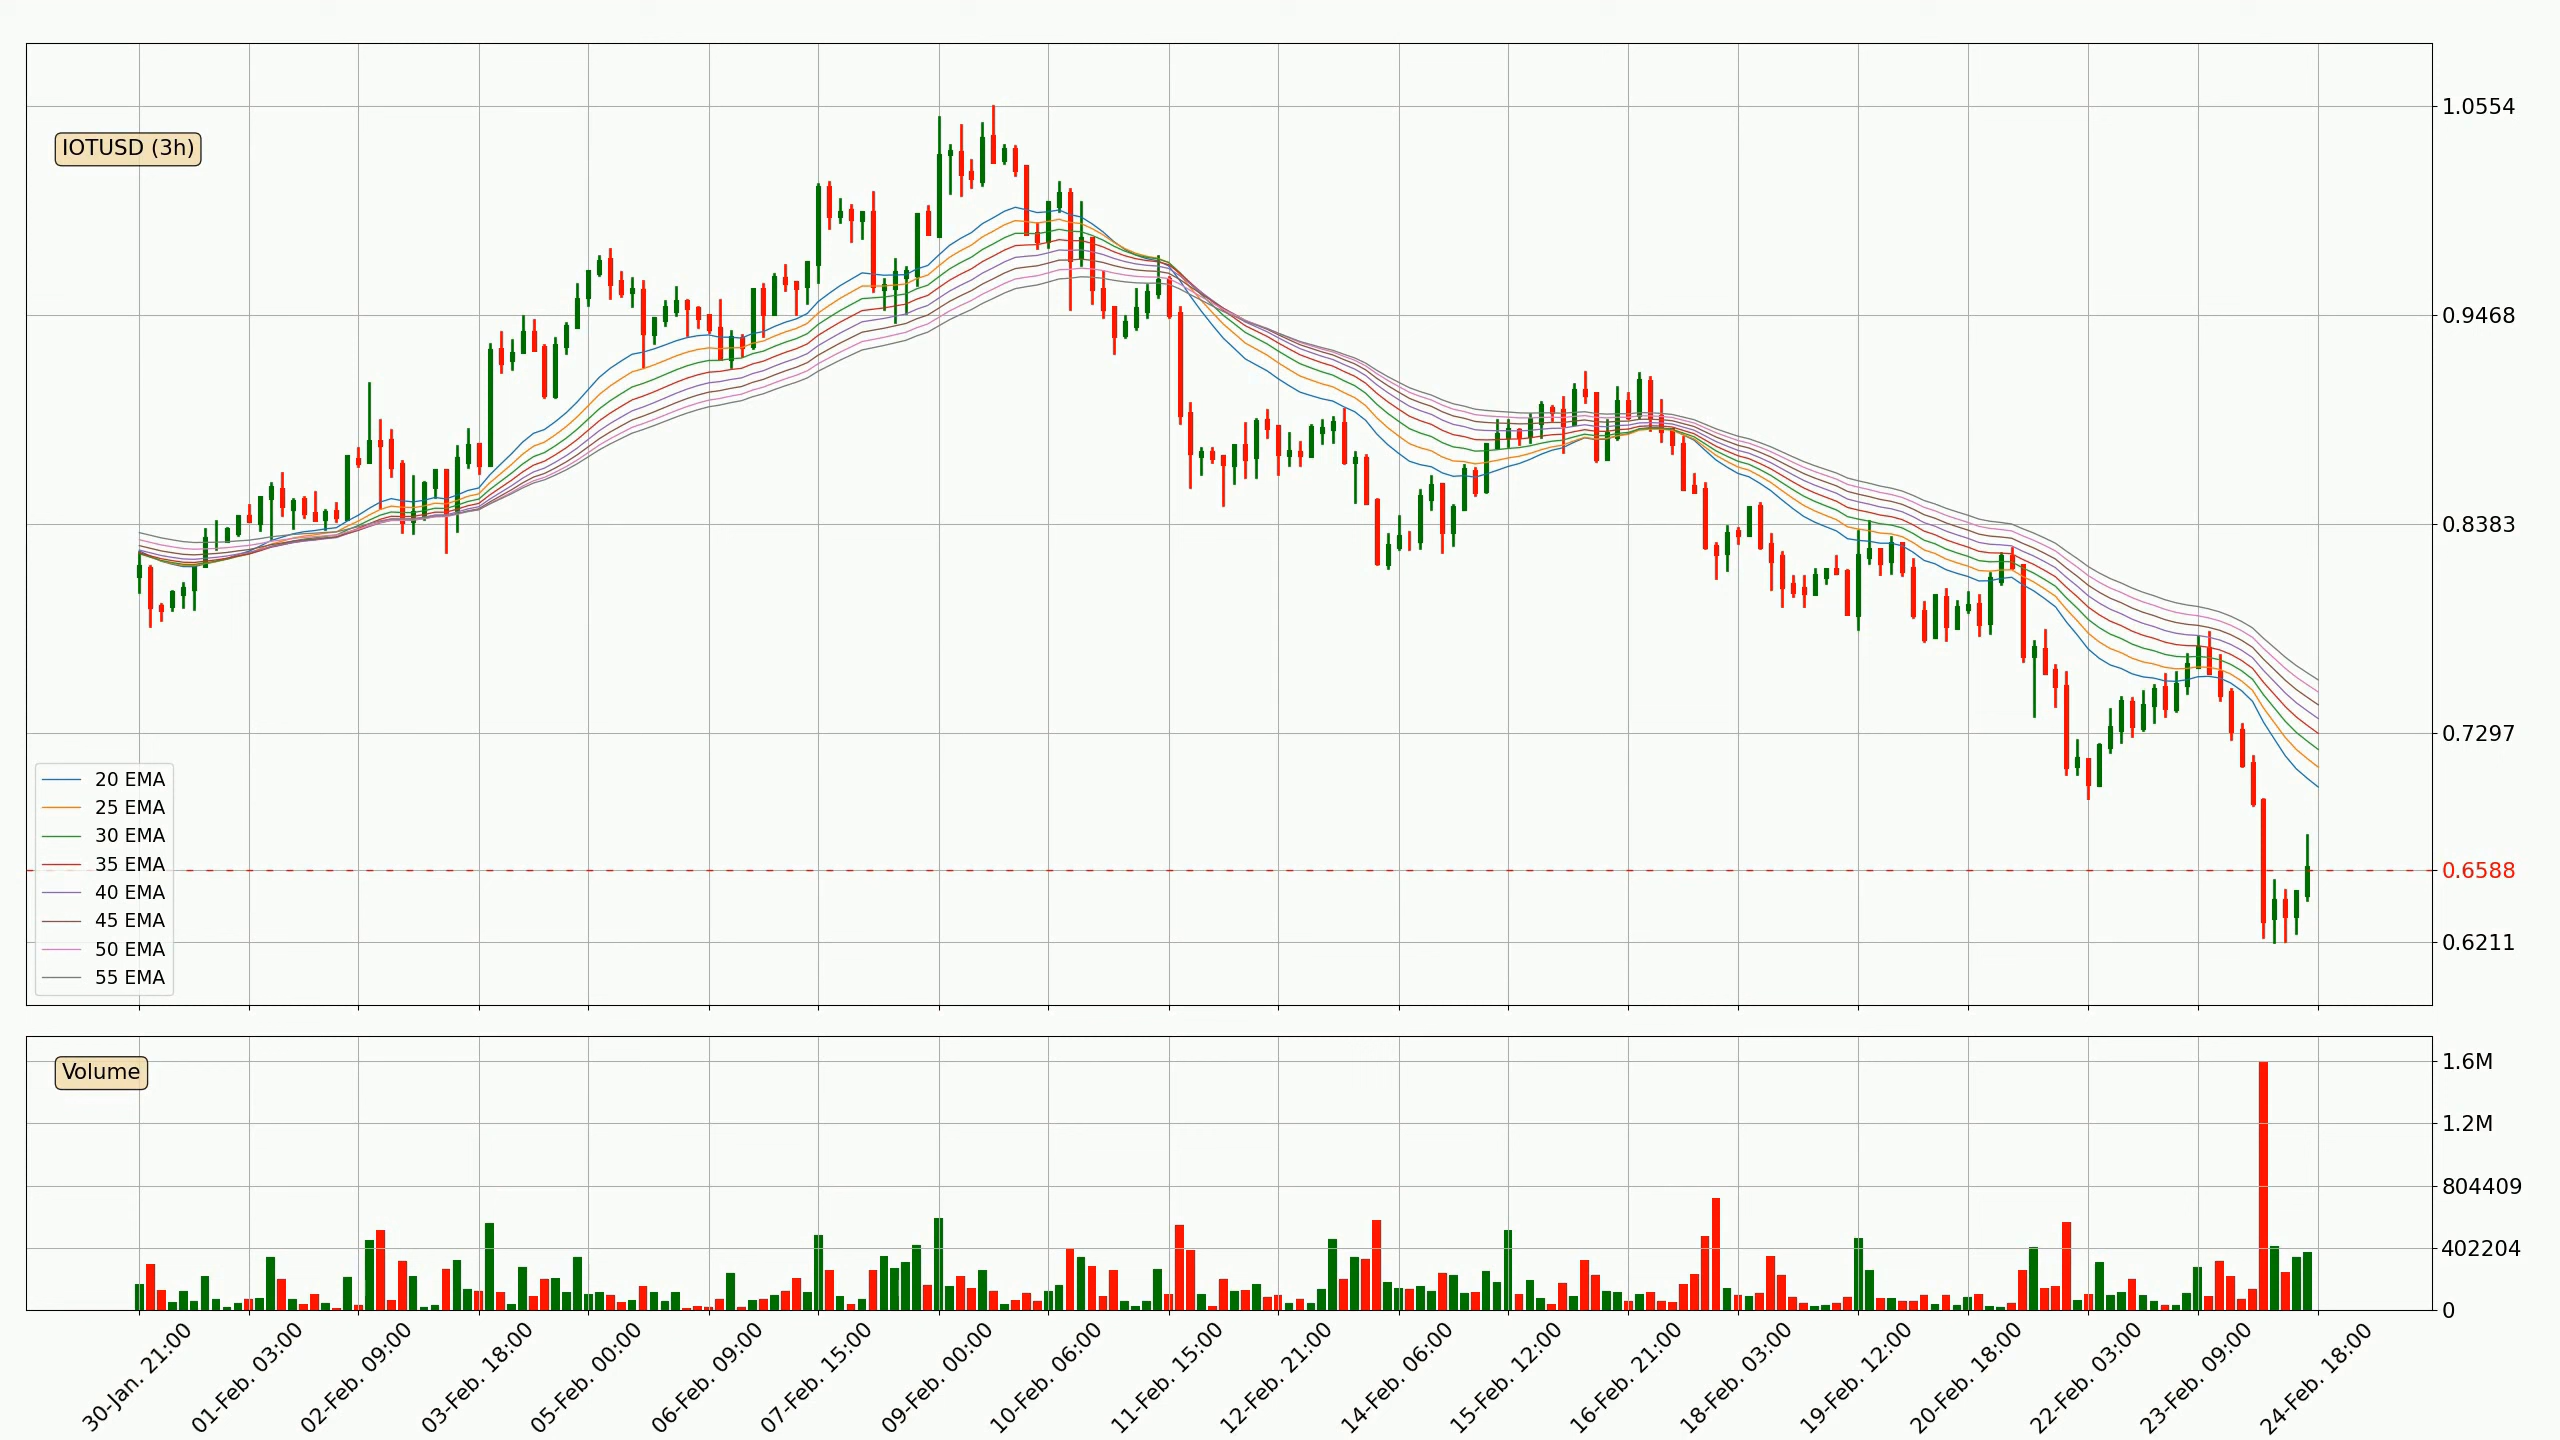 IOTUSD (3h)
1.0554
0.9468
0.8383
0.7297
0.6588
0.6211
20 EMA
25 EMA
30 EMA
35 EMA
40 EMA
45 EMA
50 EMA
55 EMA
Volume
1.6M
1.2M
804409
402204
0
30-Jan. 21:00
01-Feb. 03:00
02-Feb. 09:00
03-Feb. 18:00
05-Feb. 00:00
06-Feb. 09:00
07-Feb. 15:00
09-Feb. 00:00
10-Feb. 06:00
11-Feb. 15:00
12-Feb. 21:00
14-Feb. 06:00
15-Feb. 12:00
16-Feb. 21:00
18-Feb. 03:00
19-Feb. 12:00
20-Feb. 18:00
22-Feb. 03:00
23-Feb. 09:00
24-Feb. 18:00